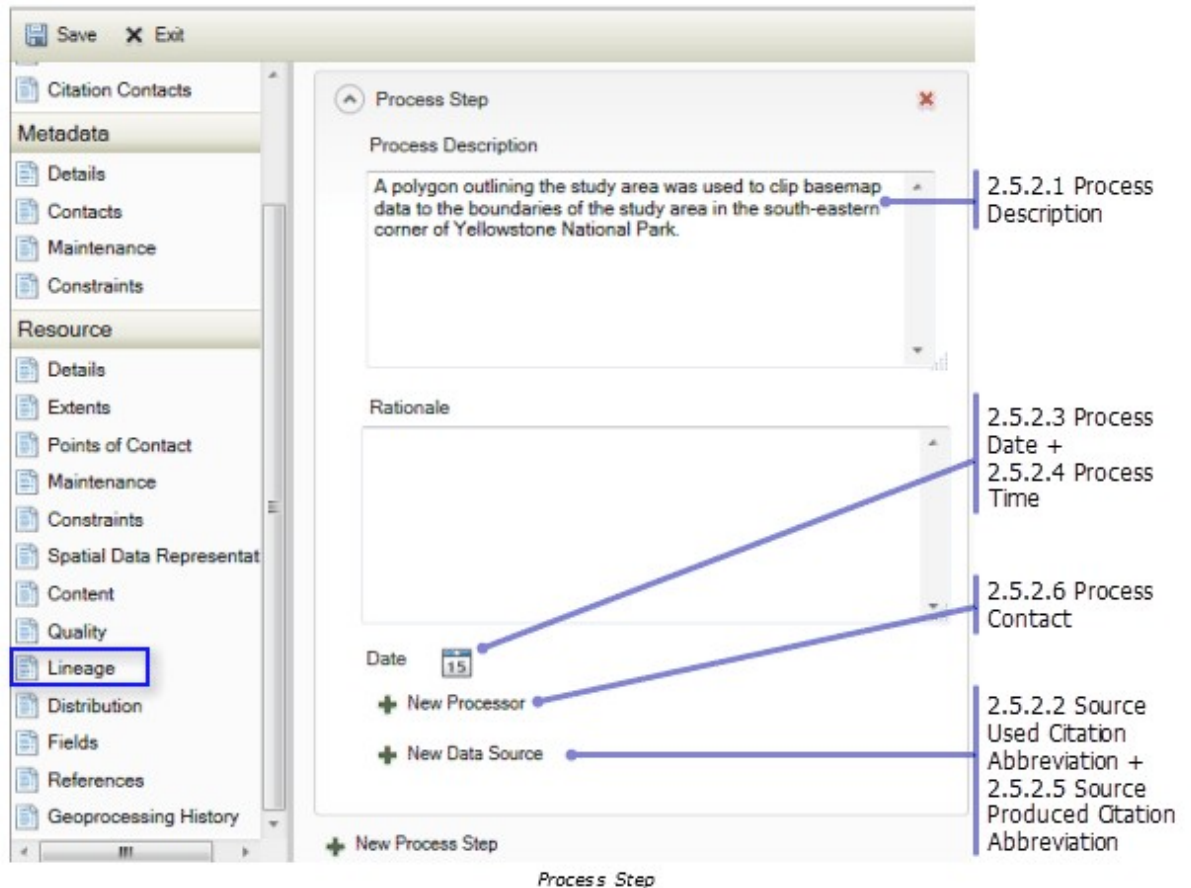 Save Exit
Citation Contacts
Metadata
Details
Contacts
Maintenance
Constraints
Resource
Details
Extents
Points of Contact
Maintenance
Constraints
Spatial Data Representat
Content
Quality
Lineage
Distribution
Fields
References
Geoprocessing History
Process Step
Process Description
A polygon outlining the study area was used to clip basemap
data to the boundaries of the study area in the south-eastern
corner of Yellowstone National Park.
Rationale
Date 15
New Processor
New Data Source
New Process Step
2.5.2.1 Process
Description
2.5.2.3 Process
Date +
2.5.2.4 Process
Time
2.5.2.6 Process
Contact
2.5.2.2 Source
Used Citation
Abbreviation +
2.5.2.5 Source
Produced Citation
Abbreviation
Process Step